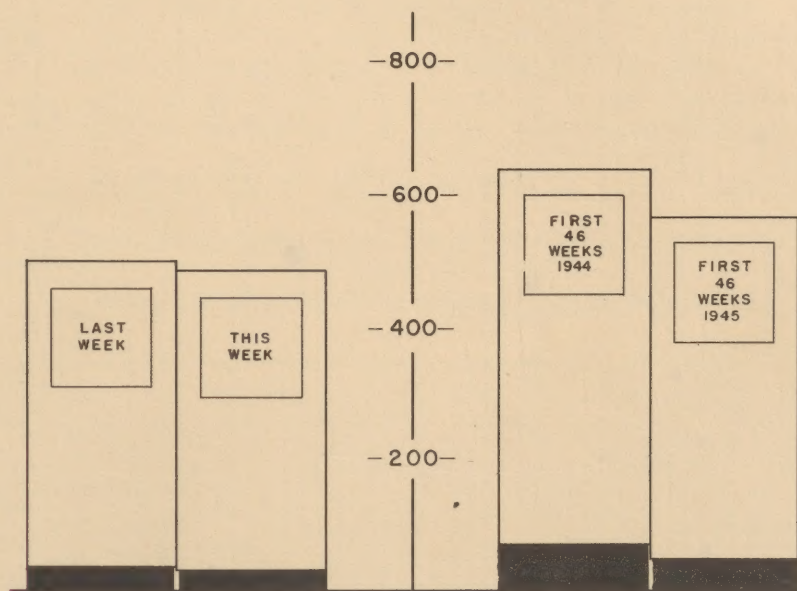 —800—
—600—
—400—
—200—
LAST
WEEK
THIS
WEEK
FIRST
46
WEEKS
1944
FIRST
46
WEEKS
1945